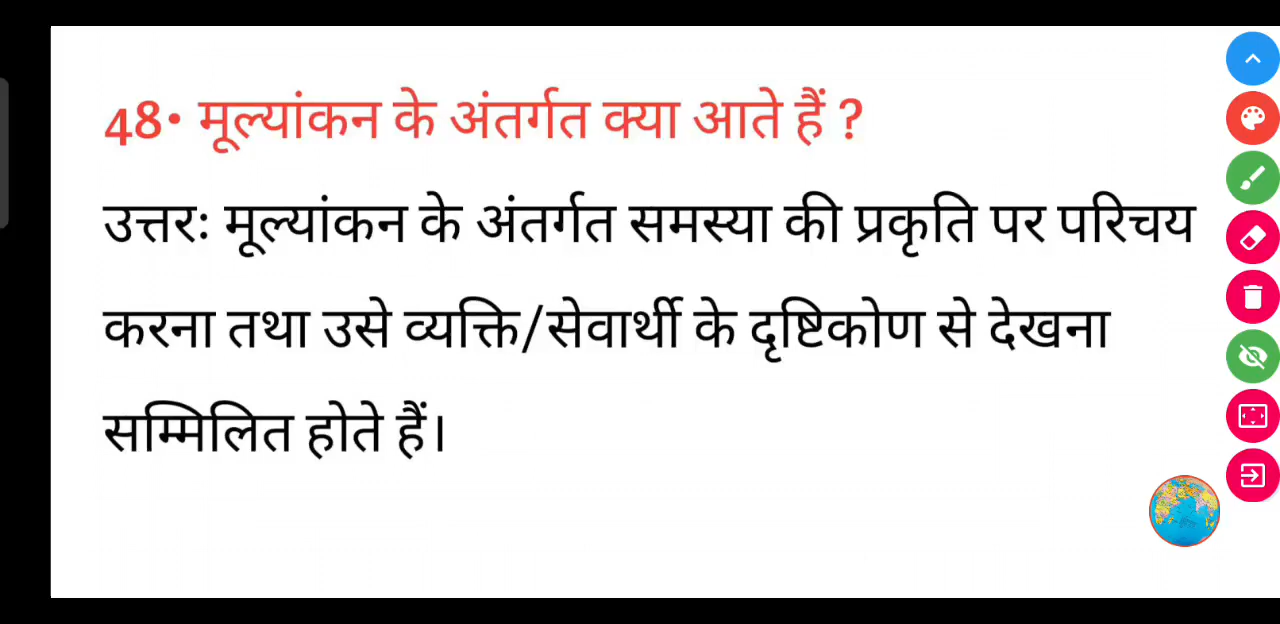 48• मूल्यांकन के अंतर्गत क्या आते हैं ?
उत्तरः मूल्यांकन के अंतर्गत समस्या की प्रकृति पर परिचय
करना तथा उसे व्यक्ति/सेवार्थी के दृष्टिकोण से देखना
सम्मिलित होते हैं।